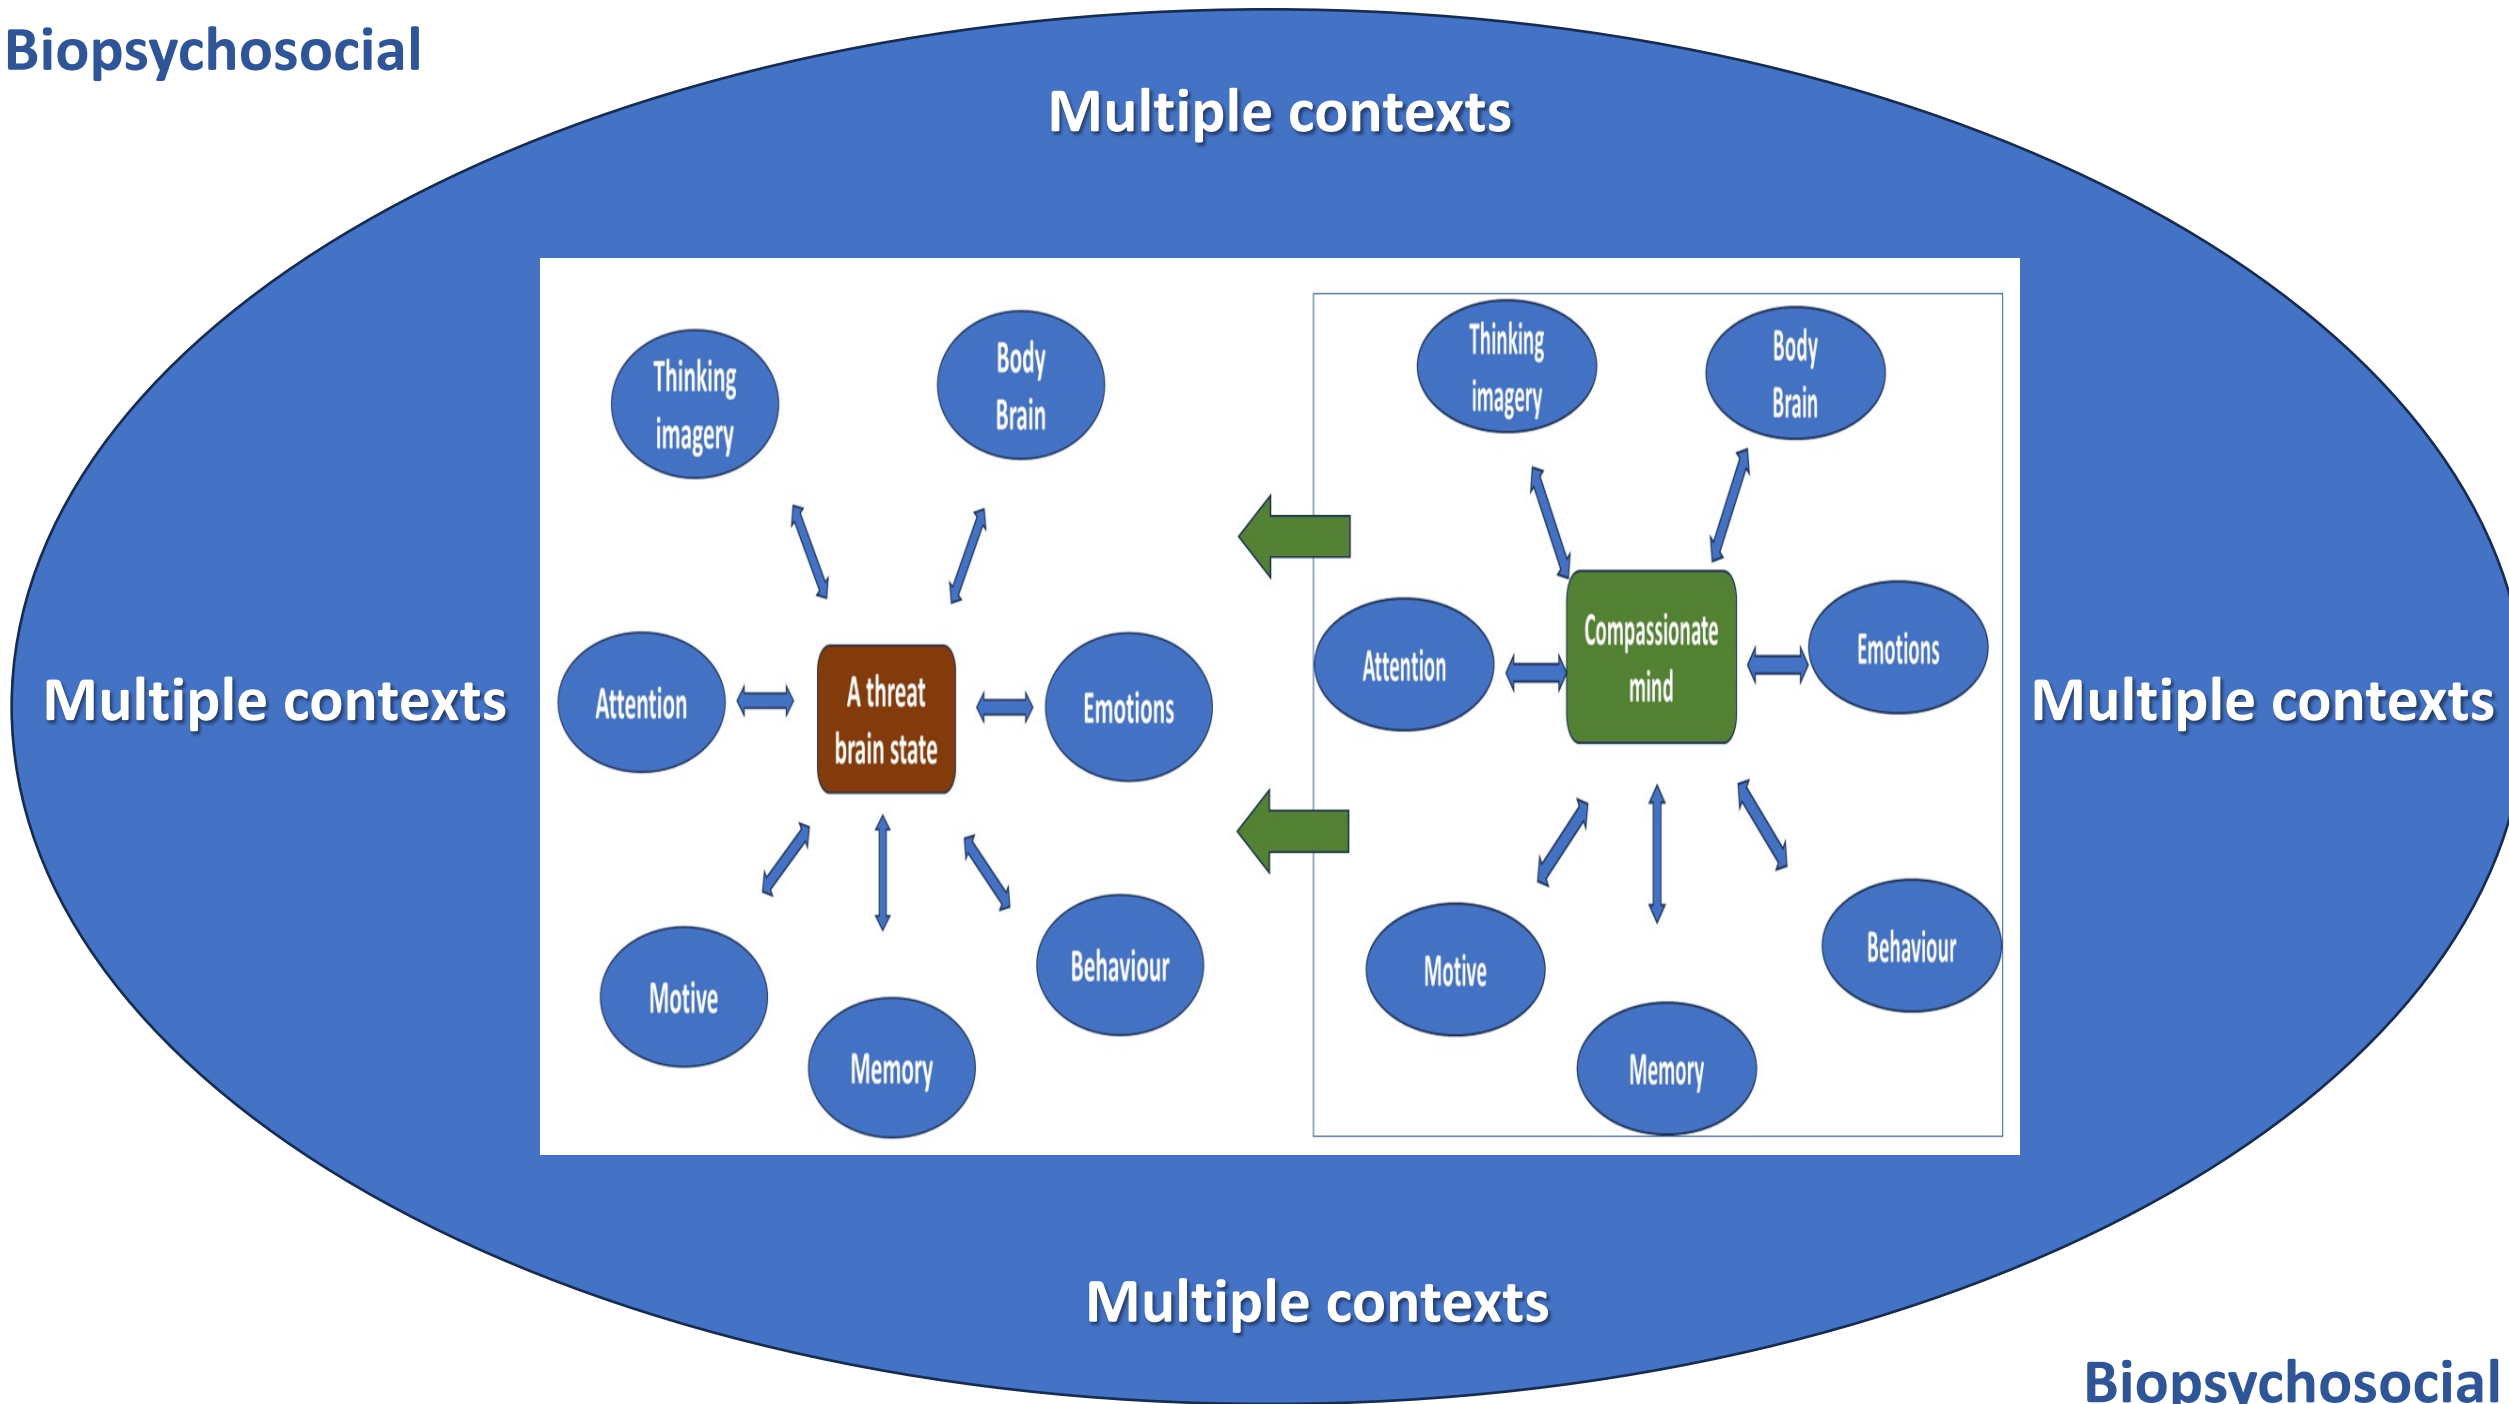 Biopsychosocial
Multiple contexts
Thinking
imagery
Body
Brain
Thinking
imagery
Body
Brain
Multiple contexts
Attention
A threat
brain state
Emotions
Attention
Compassionate
mind
Emotions
Multiple contexts
Motive
Memory
Behaviour
Motive
Memory
Behaviour
Multiple contexts
Biopsychosocial